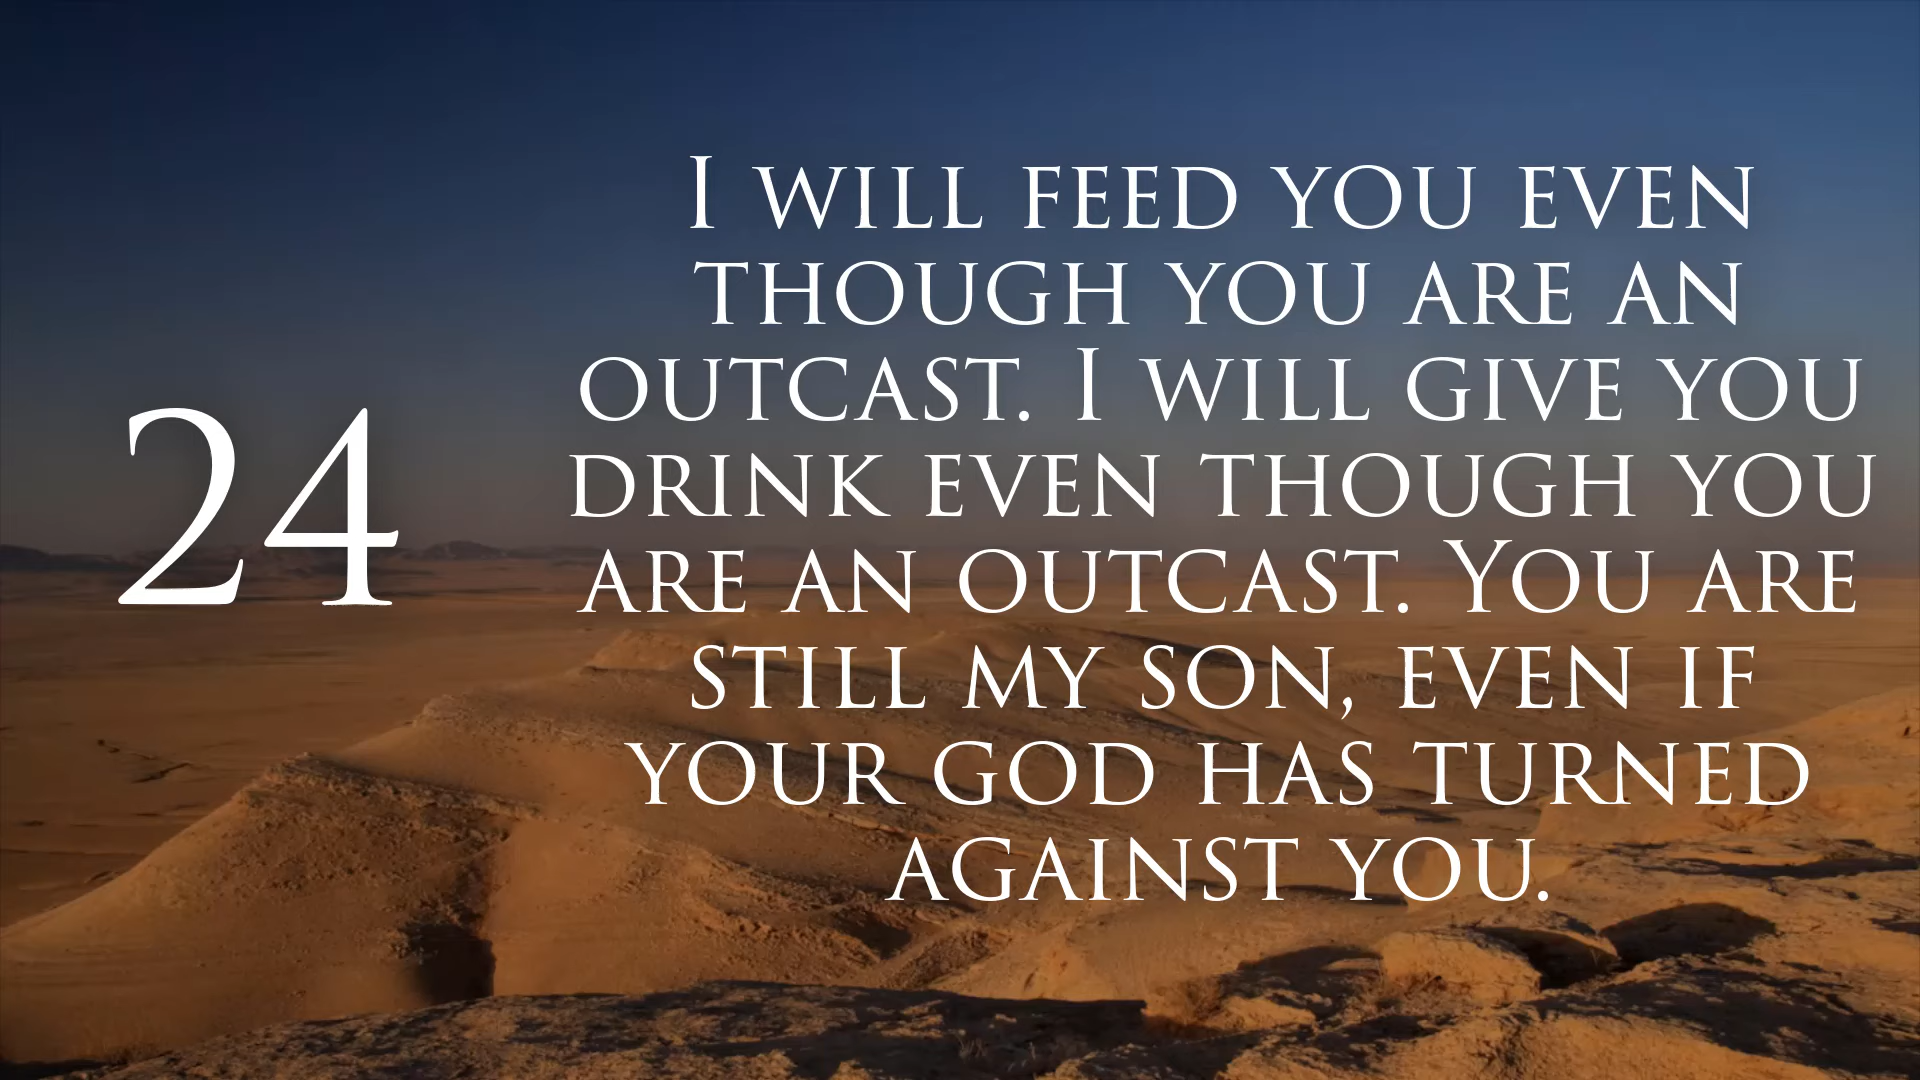 24
I will feed you even
though you are an
outcast. I will give you
drink even though you
are an outcast. You are
still my son, even if
your god has turned
against you.